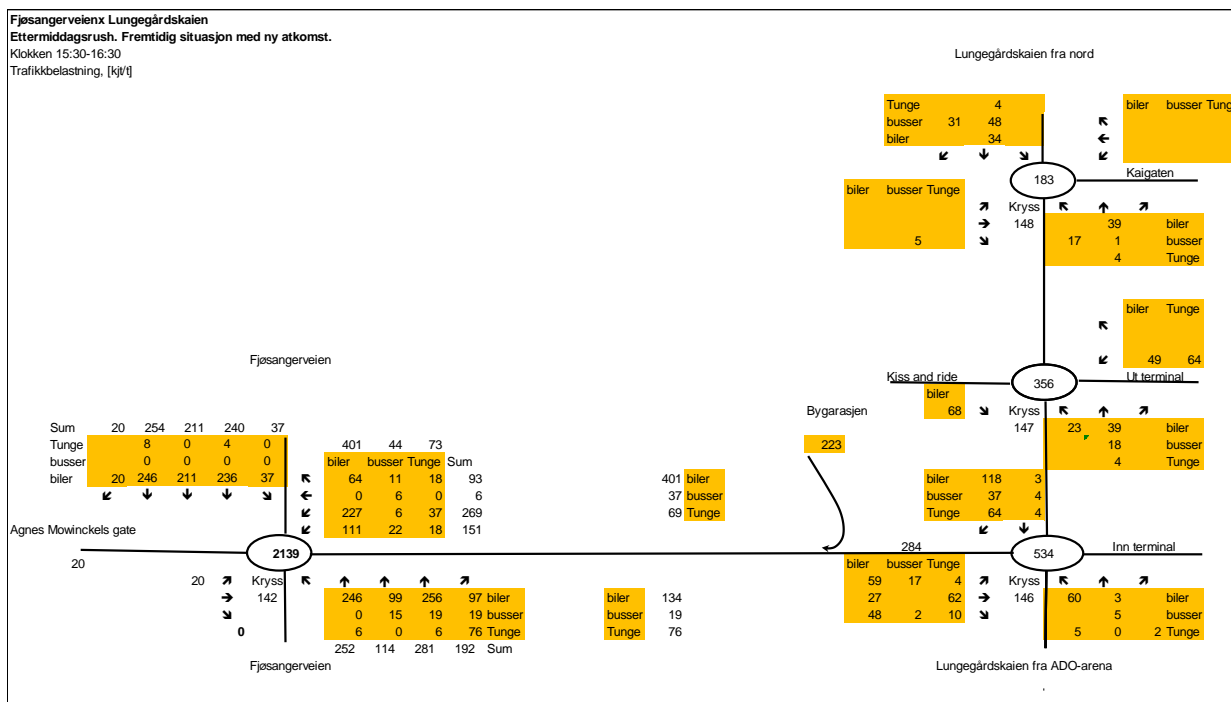 Fjøsangerveienx Lungegårdskaien
Ettermiddagsrush. Fremtidig situasjon med ny atkomst.
Klokken 15:30-16:30
Trafikkbelastning, [kjt/t]
Lungegårdskaien fra nord
Tunge 4
busser 31 48
biler 34
biler busser Tung
183
Kaigaten
biler busser Tunge
5
Kryss
148
39 biler
17 1 busser
4 Tunge
biler Tunge
49 64
Fjøsangerveien
Kiss and ride
356
Ut terminal
biler
68
Kryss
147
23 39 biler
18 busser
4 Tunge
Bygarasjen
223
Sum 20 254 211 240 37
Tunge 8 0 4 0
busser 0 0 0 0
biler 20 246 211 236 37
401 44 73
biler busser Tunge Sum
64 11 18 93
0 6 0 6
227 6 37 269
111 22 18 151
401 biler
37 busser
69 Tunge
biler 118 3
busser 37 4
Tunge 64 4
Agnes Mowinckels gate
20
2139
284
534
Inn terminal
20
Kryss
142
0
246 99 256 97 biler
0 15 19 19 busser
6 0 6 76 Tunge
252 114 281 192 Sum
biler 134
busser 19
Tunge 76
biler busser Tunge
59 17 4
27 62
48 2 10
Kryss
146
60 3 biler
5 busser
5 0 2 Tunge
Fjøsangerveien
Lungegårdskaien fra ADO-arena